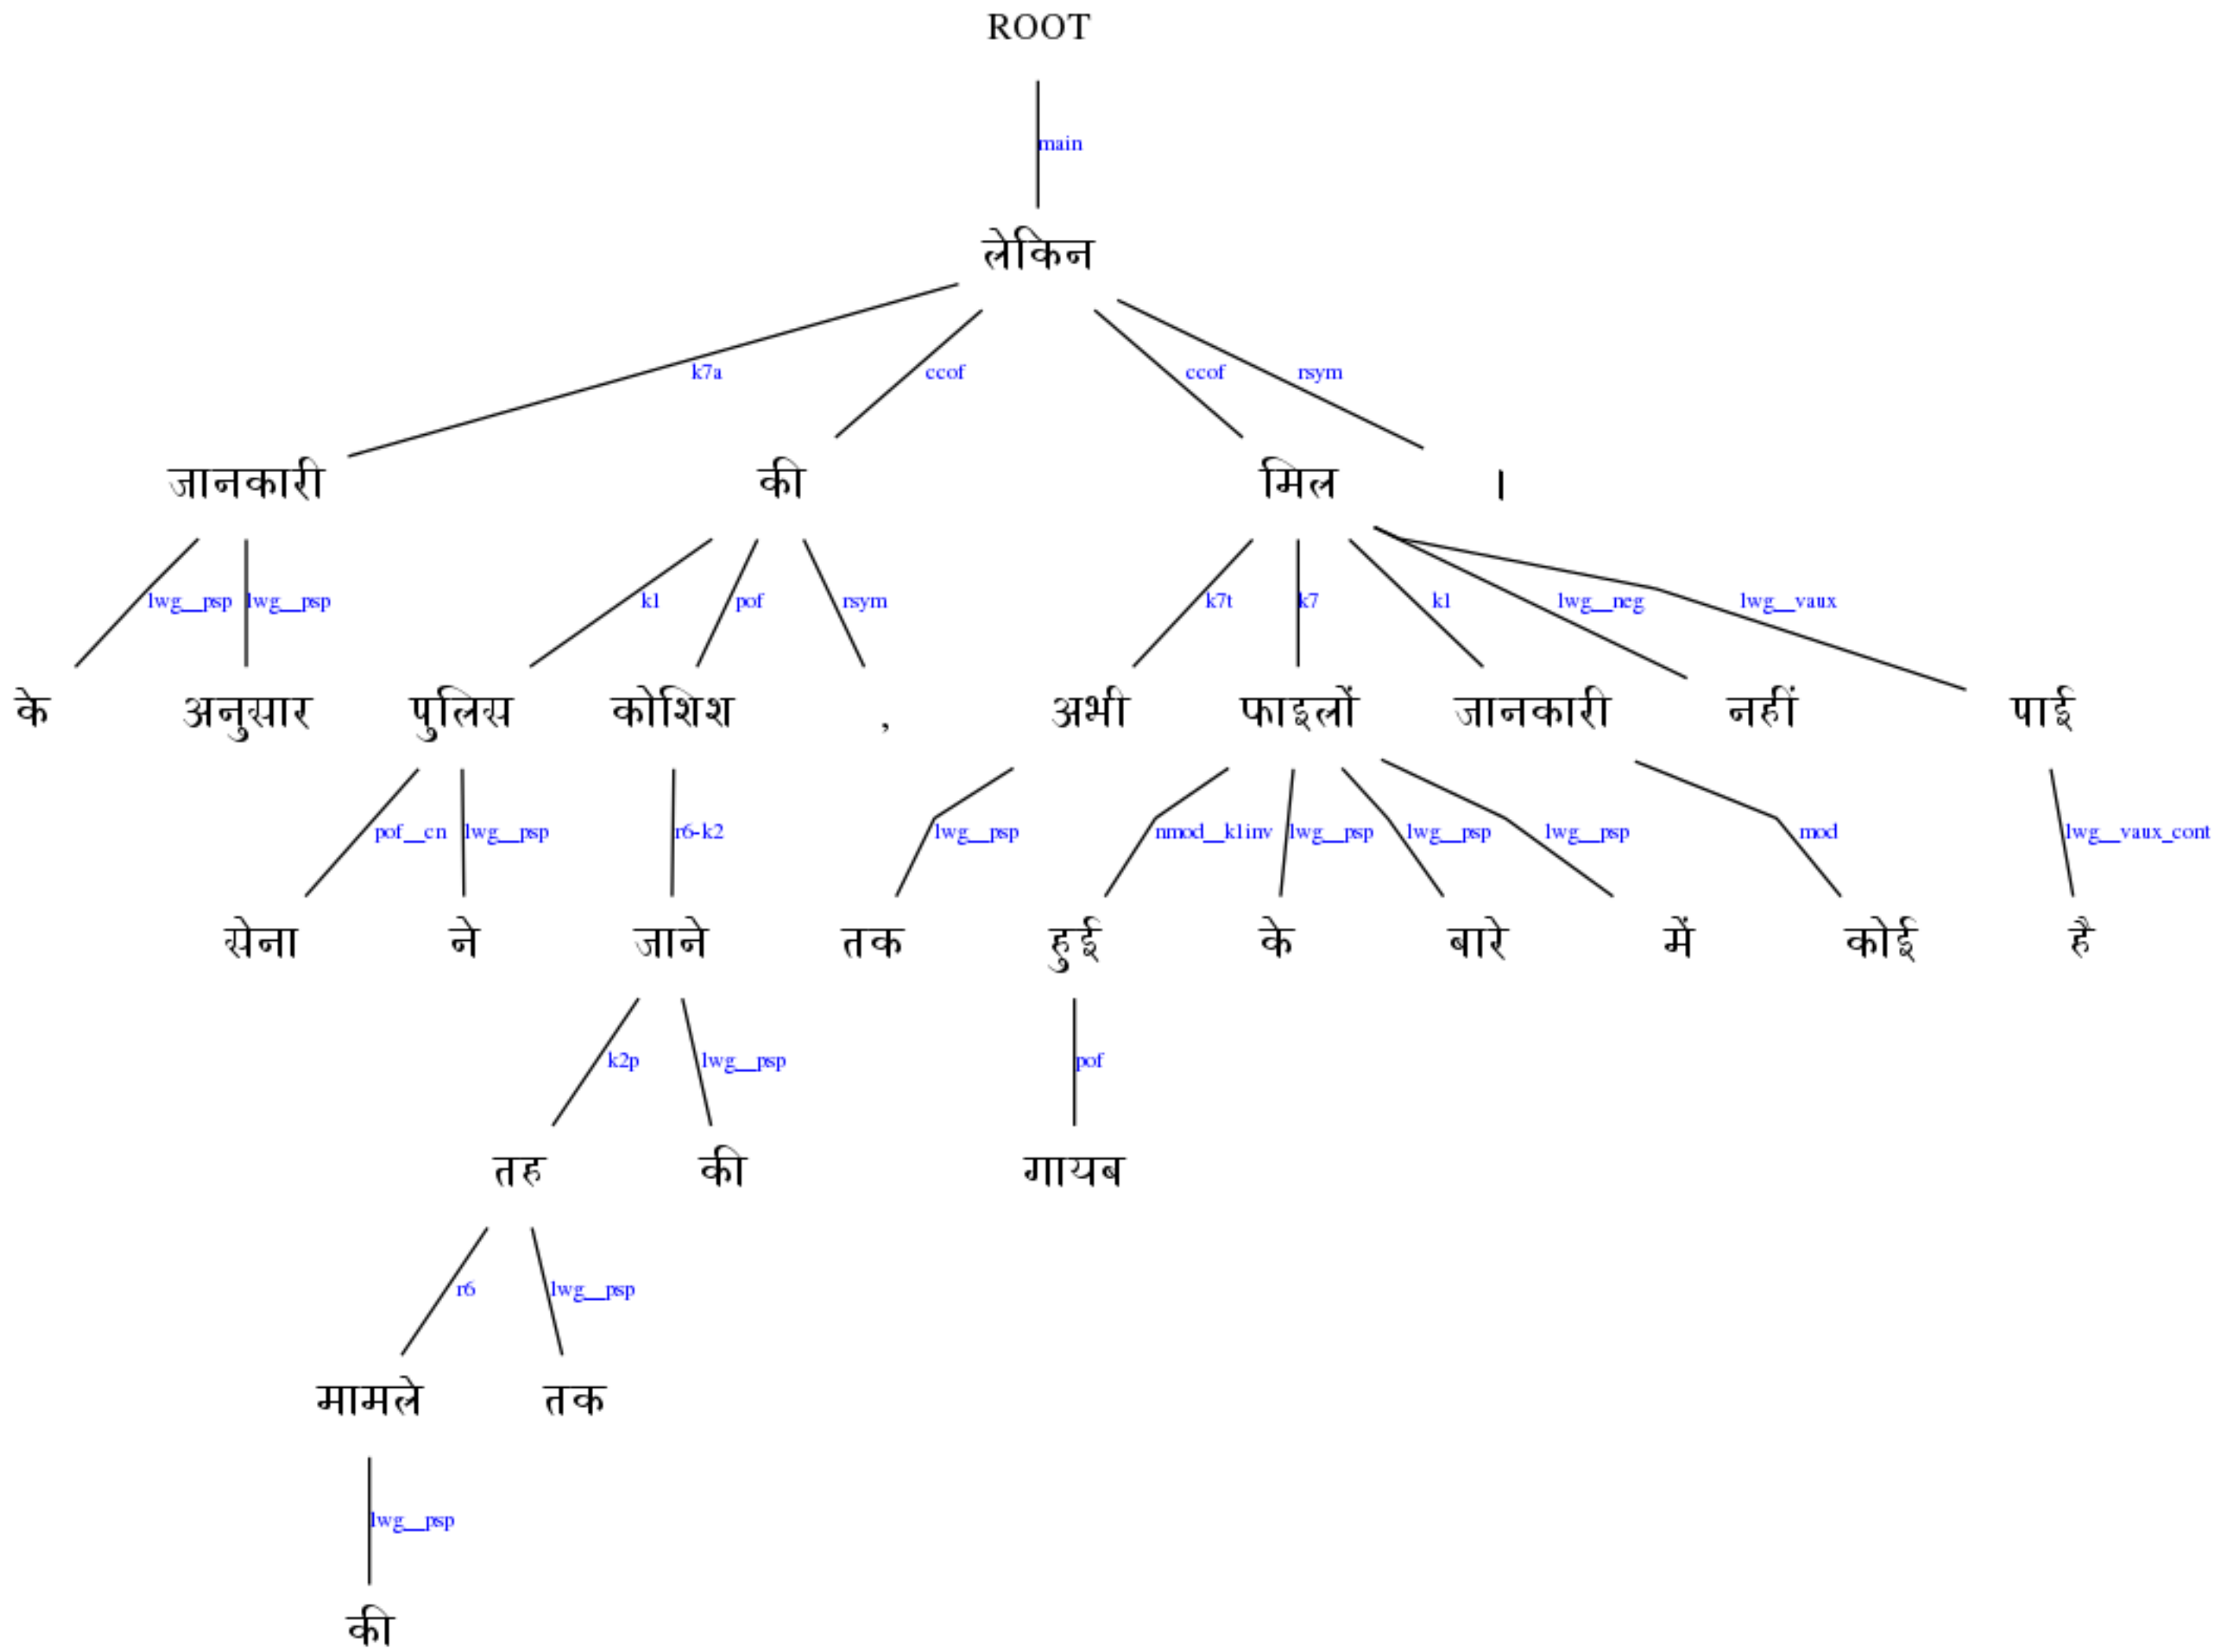 ROOT
main
लेकिन
k7a ccof ccof rsym
जानकारी की मिल ।
lwg__psp lwg__psp k1 pof rsym k7t k7 k1 lwg__neg lwg__vaux
के अनुसार पुलिस कोशिश , अभी फाइलों जानकारी नहीं पाई
pof__cn lwg__psp r6-k2 lwg__psp nmod__k1inv lwg__psp lwg__psp lwg__psp mod lwg__vaux_cont
सेना ने जाने तक हुई के बारे में कोई है
k2p lwg__psp pof
तह की गायब
r6 lwg__psp
मामले तक
lwg__psp
की